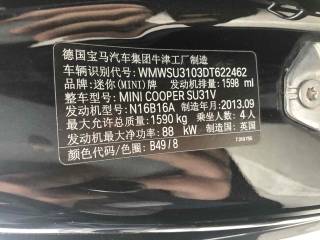 德国宝马汽车集团牛津工厂制造
车辆识别代号: WMWSU3103DT622462
品牌: 迷你(MINI)牌 发动机排量: 1598 ml
整车型号: MINI COOPER SU31V
发动机型号: N16B16A 制造年月: 2013.09
最大允许总质量: 1590 kg 乘坐人数: 4人
发动机最大净功率: 88 kW 制造国: 英国
颜色代码/色圈: B49 / 8